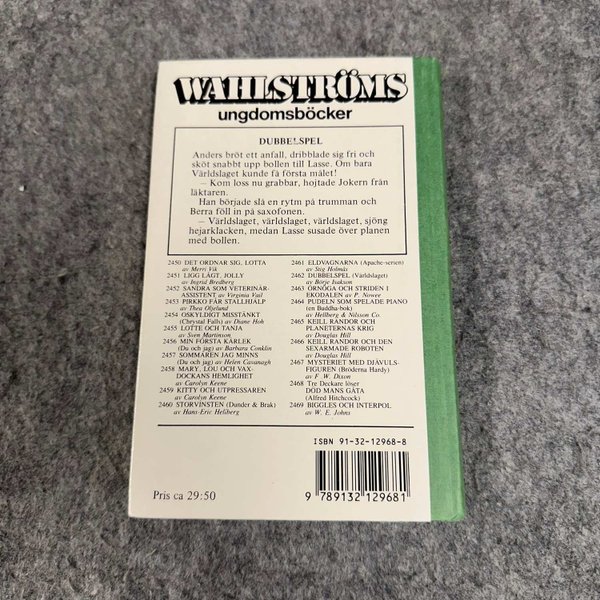 WAHLSTRÖMS
ungdomsböcker
DUBBELSPEL
Anders bröt ett anfall, dribblade sig fri och
sköt snabbt upp bollen till Lasse. Om bara
Världslaget kunde få första målet!
– Kom loss nu grabbar, hojtade Jokern från
läktaren.
Han började slå en rytm på trumman och
Berra föll in på saxofonen.
– Världslaget, världslaget, världslaget, sjöng
hejarklacken, medan Lasse susade över planen
med bollen.
2450 DET ORDNAR SIG, LOTTA
av Merri Vik
2451 LIGG LÅGT, JOLLY
av Ingrid Bredberg
2452 SANDRA SOM VETERINÄR-
ASSISTENT, av Virginia Vail
2453 PIRKKO FÅR STALLHJÄLP
av Thea Oljelund
2454 OSKYLDIGT MISSTÄNKT
(Chrystal Falls) av Diane Hoh
2455 LOTTE OCH TANJA
av Sven Martinson
2456 MIN FÖRSTA KÄRLEK
(Du och jag) av Barbara Conklin
2457 SOMMAREN JAG MINNS
(Du och jag) av Helen Cavanagh
2458 MARY, LOU OCH VAX-
DOCKANS HEMLIGHET
av Carolyn Keene
2459 KITTY OCH UTPRESSAREN
av Carolyn Keene
2460 STORVINSTEN (Dunder & Brak)
av Hans-Eric Hellberg
2461 ELDVAGNARNA (Apache-serien)
av Stig Holmås
2462 DUBBELSPEL (Världslaget)
av Börje Isakson
2463 ÖRNÖGA OCH STRIDEN I
EKODALEN av P. Nowee
2464 PUDELN SOM SPELADE PIANO
(en Buddha-bok)
av Hellberg & Nilsson Co.
2465 KEILL RANDOR OCH
PLANETERNAS KRIG
av Douglas Hill
2466 KEILL RANDOR OCH DEN
SEXARMADE ROBOTEN
av Douglas Hill
2467 MYSTERIET MED DJÄVULS-
FIGUREN (Bröderna Hardy)
av F. W. Dixon
2468 Tre Deckare löser
DÖD MANS GÅTA
(Alfred Hitchcock)
2469 BIGGLES OCH INTERPOL
av W. E. Johns
ISBN 91-32-12968-8
Pris ca 29:50
9 789132 129681